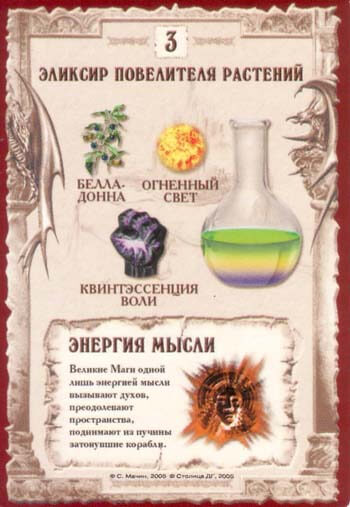 3
ЭЛИКСИР ПОВЕЛИТЕЛЯ РАСТЕНИЙ
БЕЛЛА-
ДОННА
ОГНЕННЫЙ
СВЕТ
КВИНТЭССЕНЦИЯ
ВОЛИ
ЭНЕРГИЯ МЫСЛИ
Великие Маги одной
лишь энергией мысли
вызывают духов,
преодолевают
пространства,
поднимают из пучины
затонувшие корабли.
© С. Мачин, 2005 © Столица ДГ, 2005